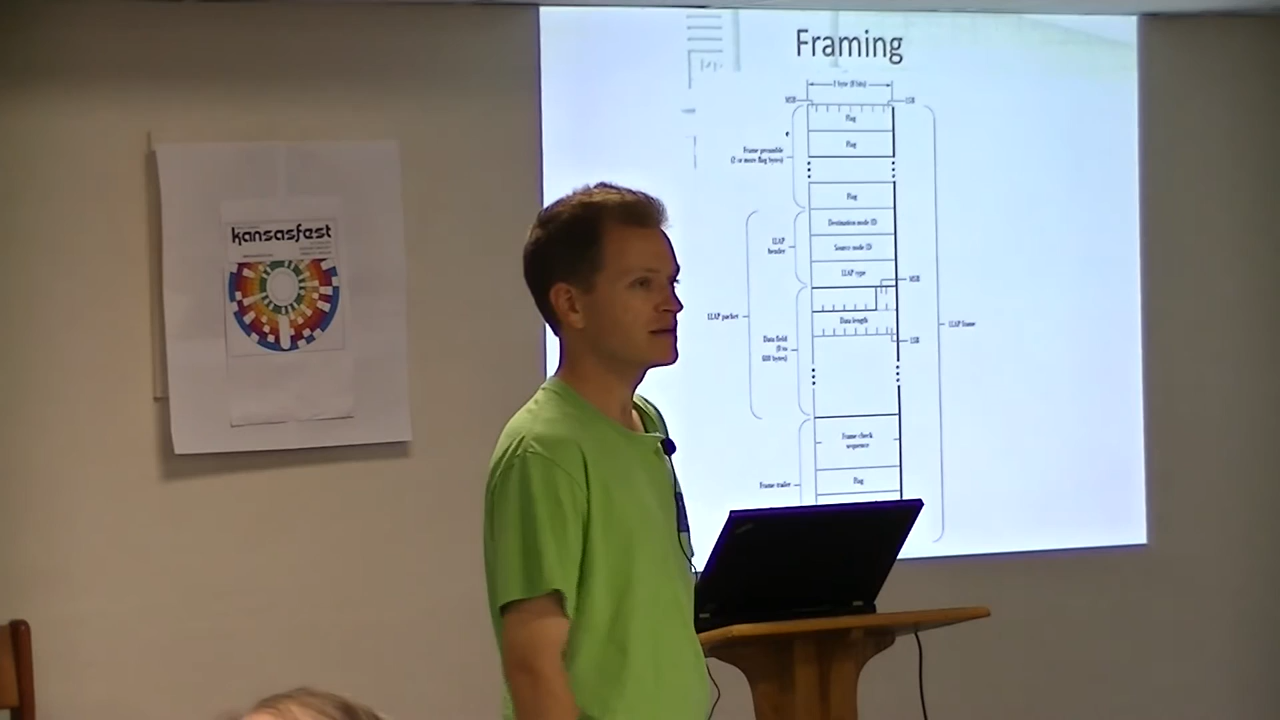 kansasfest
Framing
1 byte (8 bits)
MSB
LSB
Flag
Frame preamble
(2 or more flag bytes)
Flag
Flag
LLAP
header
Destination node ID
Source node ID
LLAP type
MSB
LLAP packet
Data length
LLAP frame
Data field
(0 to
600 bytes)
LSB
Frame check
sequence
Frame trailer
Flag